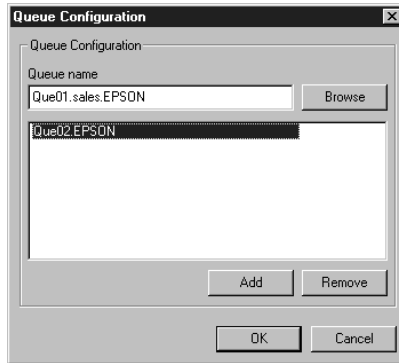 Queue Configuration
Queue Configuration
Queue name
Que01.sales.EPSON
Browse
Que02.EPSON
Add
Remove
OK
Cancel